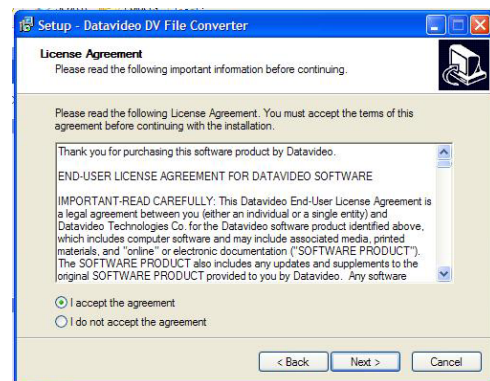 Setup - Datavideo DV File Converter
License Agreement
Please read the following important information before continuing.
Please read the following License Agreement. You must accept the terms of this
agreement before continuing with the installation.
Thank you for purchasing this software product by Datavideo.
END-USER LICENSE AGREEMENT FOR DATAVIDEO SOFTWARE
IMPORTANT-READ CAREFULLY: This Datavideo End-User License Agreement is
a legal agreement between you (either an individual or a single entity) and
Datavideo Technologies Co. for the Datavideo software product identified above,
which includes computer software and may include associated media, printed
materials, and "online" or electronic documentation ("SOFTWARE PRODUCT").
The SOFTWARE PRODUCT also includes any updates and supplements to the
original SOFTWARE PRODUCT provided to you by Datavideo. Any software
I accept the agreement
I do not accept the agreement
< Back Next > Cancel